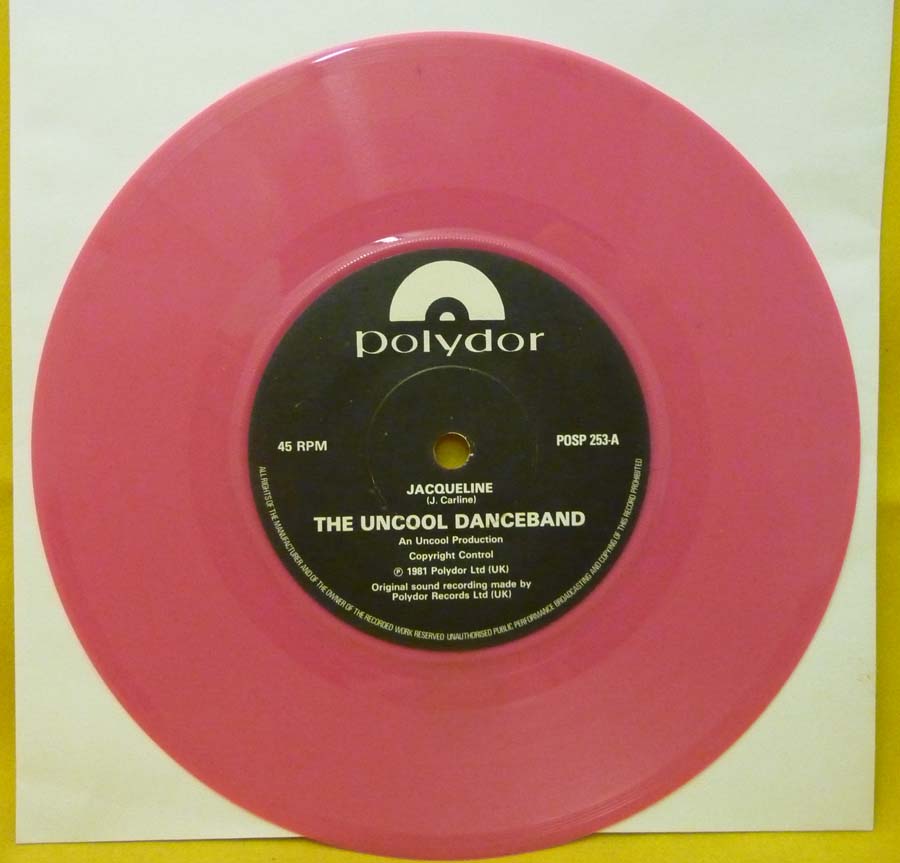 polydor
45 RPM
POSP 253-A
JACQUELINE
(J. Carline)
THE UNCOOL DANCEBAND
An Uncool Production
Copyright Control
℗ 1981 Polydor Ltd (UK)
Original sound recording made by
Polydor Records Ltd (UK)
ALL RIGHTS OF THE MANUFACTURER AND OF THE OWNER OF THE RECORDED WORK RESERVED UNAUTHORISED PUBLIC PERFORMANCE BROADCASTING AND COPYING OF THIS RECORD PROHIBITED